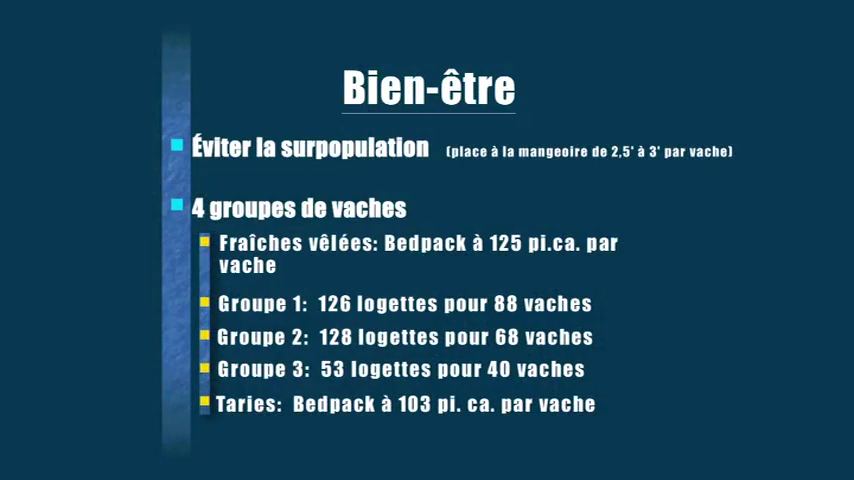 Bien-être
Éviter la surpopulation (place à la mangeoire de 2,5' à 3' par vache)
4 groupes de vaches
Fraîches vêlées: Bedpack à 125 pi.ca. par
vache
Groupe 1: 126 logettes pour 88 vaches
Groupe 2: 128 logettes pour 68 vaches
Groupe 3: 53 logettes pour 40 vaches
Taries: Bedpack à 103 pi. ca. par vache